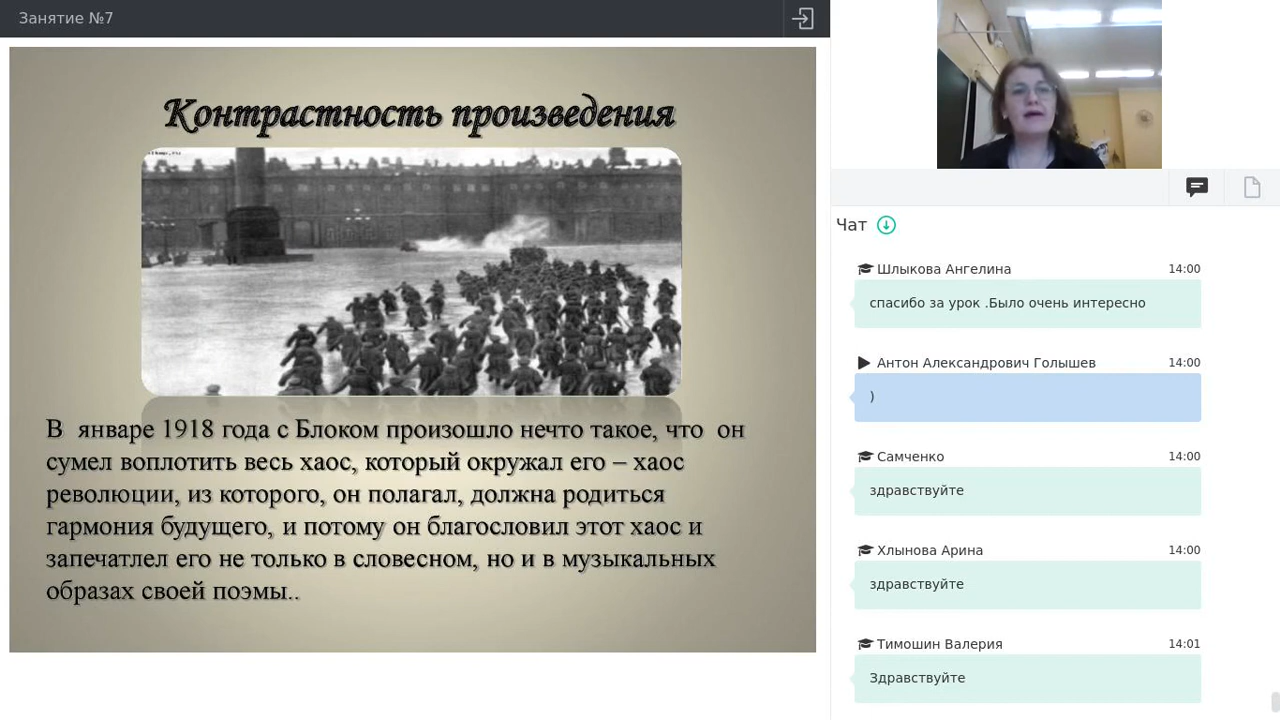 Занятие №7
Контрастность произведения
В январе 1918 года с Блоком произошло нечто такое, что он
сумел воплотить весь хаос, который окружал его – хаос
революции, из которого, он полагал, должна родиться
гармония будущего, и потому он благословил этот хаос и
запечатлел его не только в словесном, но и в музыкальных
образах своей поэмы..
Чат
Шлыкова Ангелина 14:00
спасибо за урок .Было очень интересно
Антон Александрович Голышев 14:00
)
Самченко 14:00
здравствуйте
Хлынова Арина 14:00
здравствуйте
Тимошин Валерия 14:01
Здравствуйте